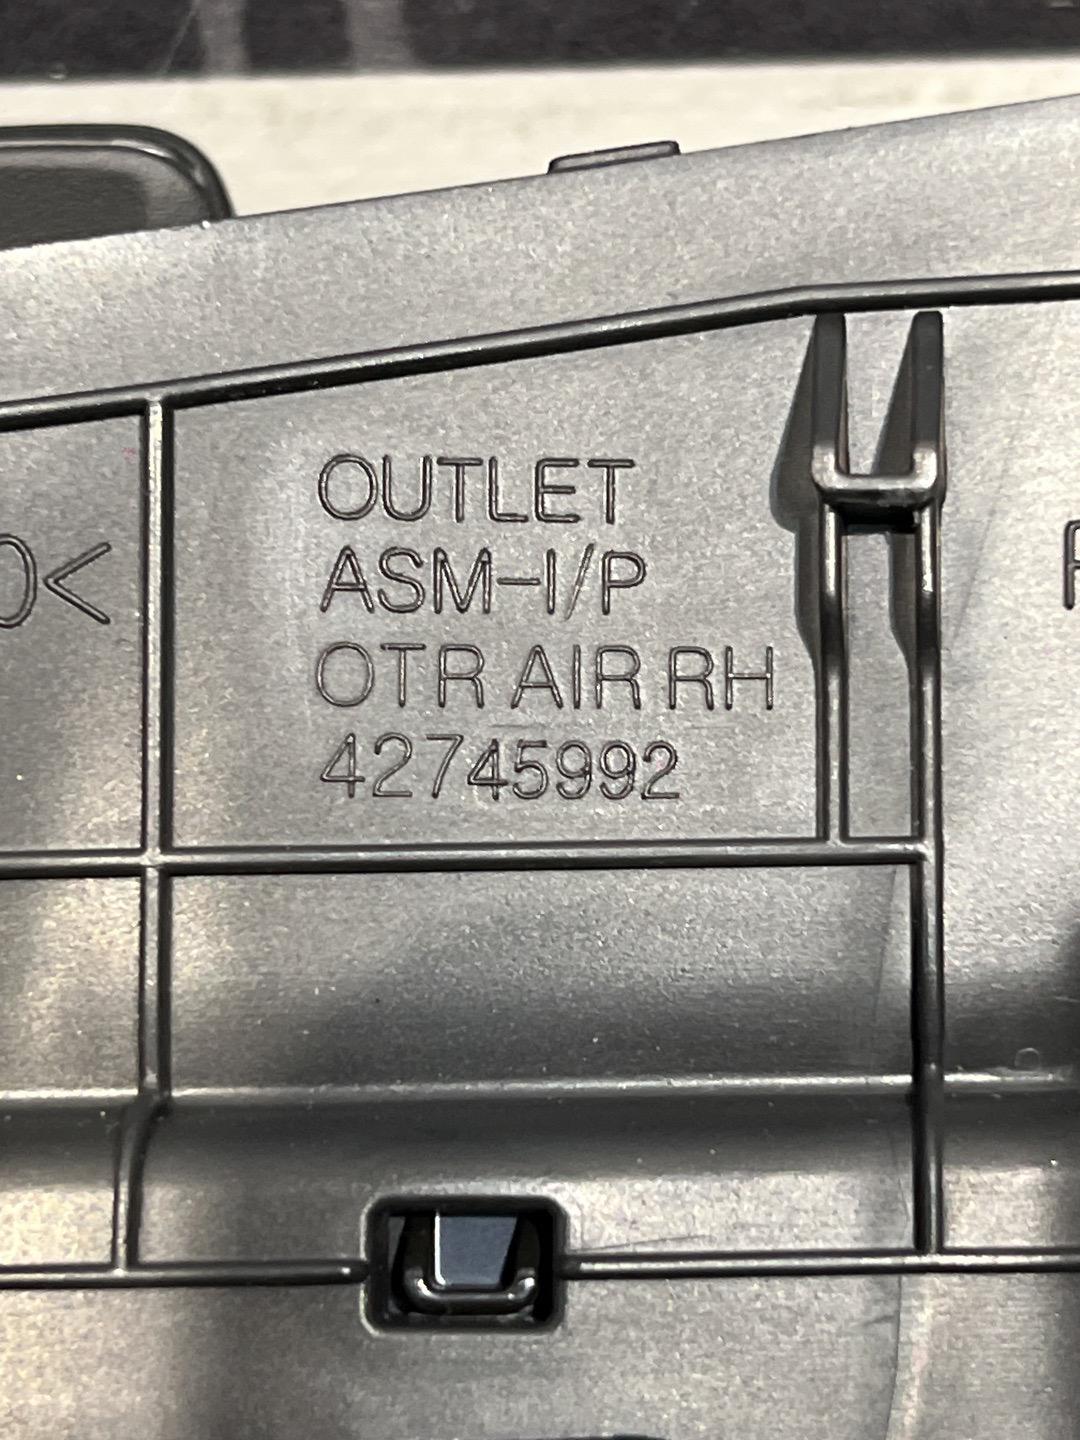 OUTLET
ASM-I/P
OTR AIR RH
42745992